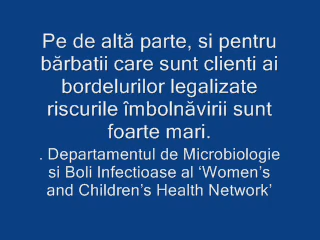 Pe de altă parte, si pentru
bărbatii care sunt clienti ai
bordelurilor legalizate
riscurile îmbolnăvirii sunt
foarte mari.
. Departamentul de Microbiologie
si Boli Infectioase al ‘Women’s
and Children’s Health Network’